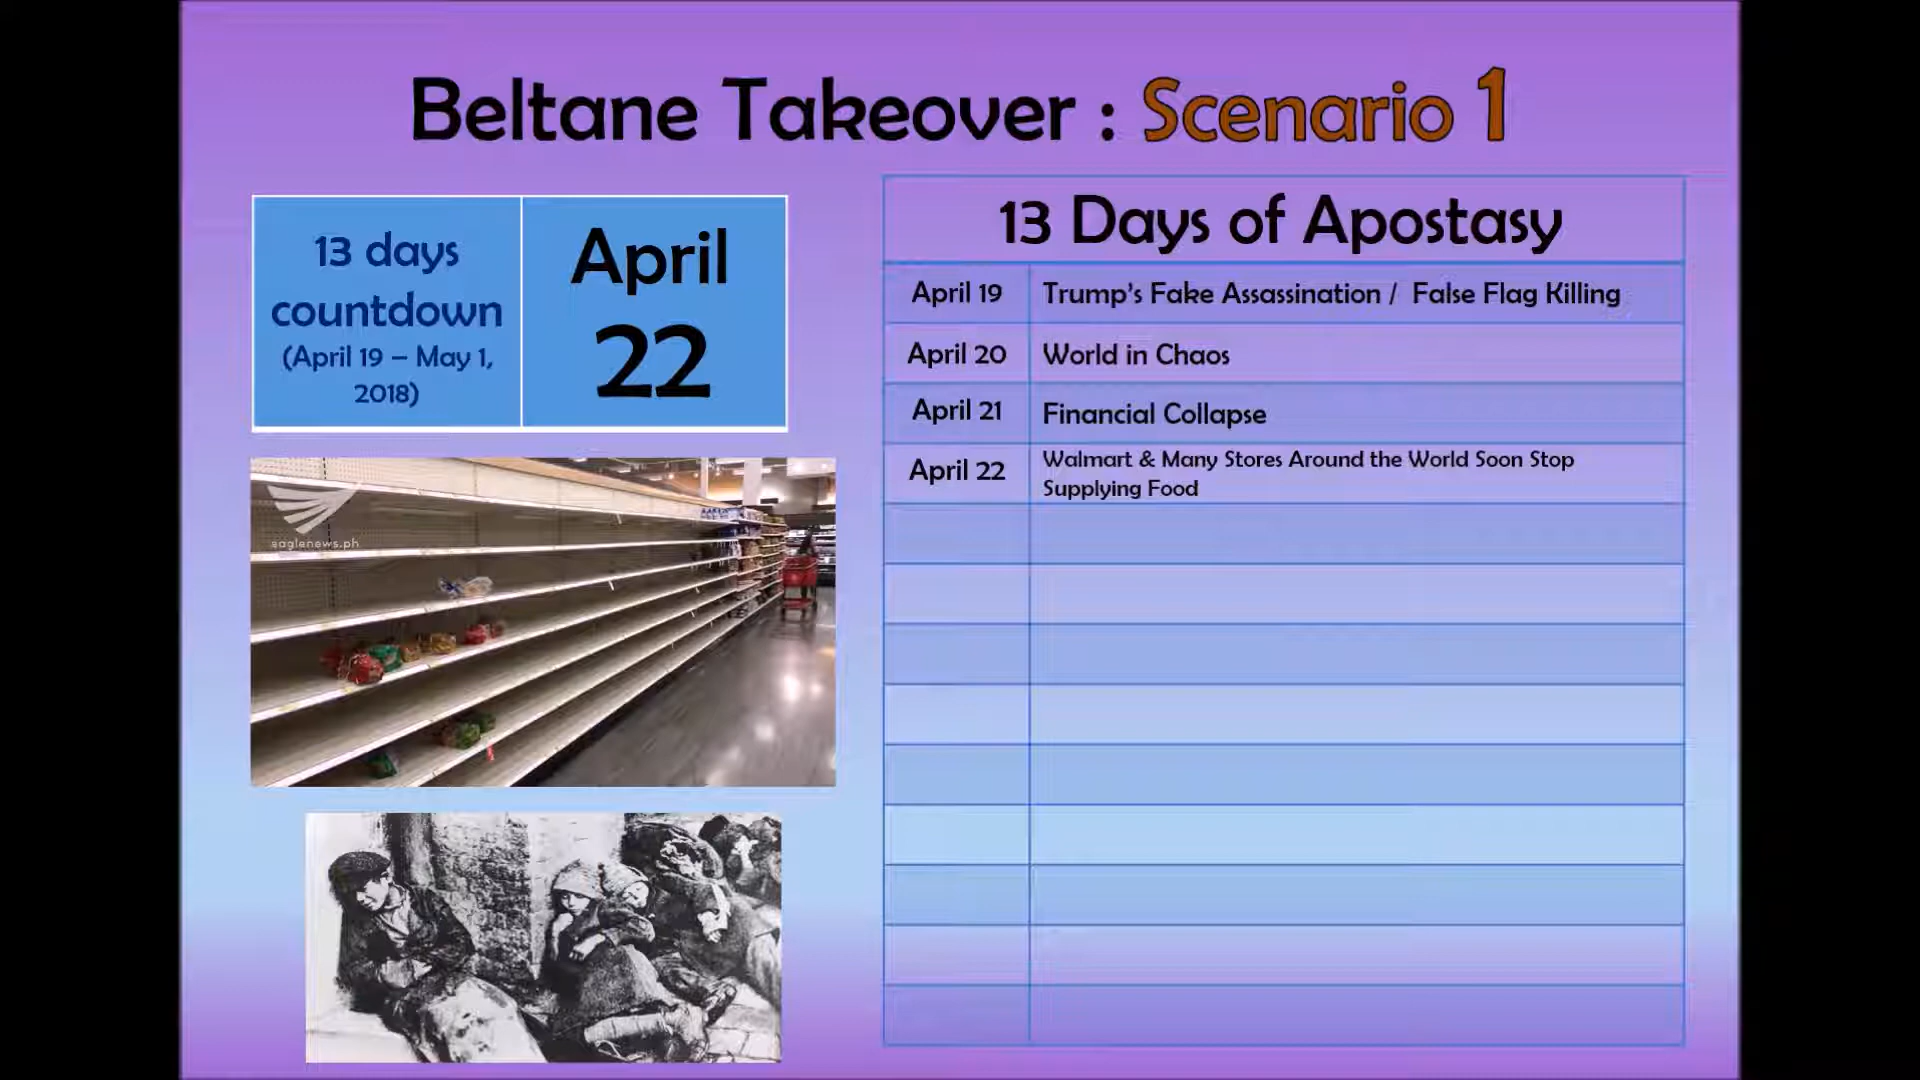 Beltane Takeover : Scenario 1
13 days
countdown
(April 19 – May 1,
2018)
April
22
eaglenews.ph
13 Days of Apostasy
April 19 Trump's Fake Assassination / False Flag Killing
April 20 World in Chaos
April 21 Financial Collapse
April 22 Walmart & Many Stores Around the World Soon Stop
Supplying Food